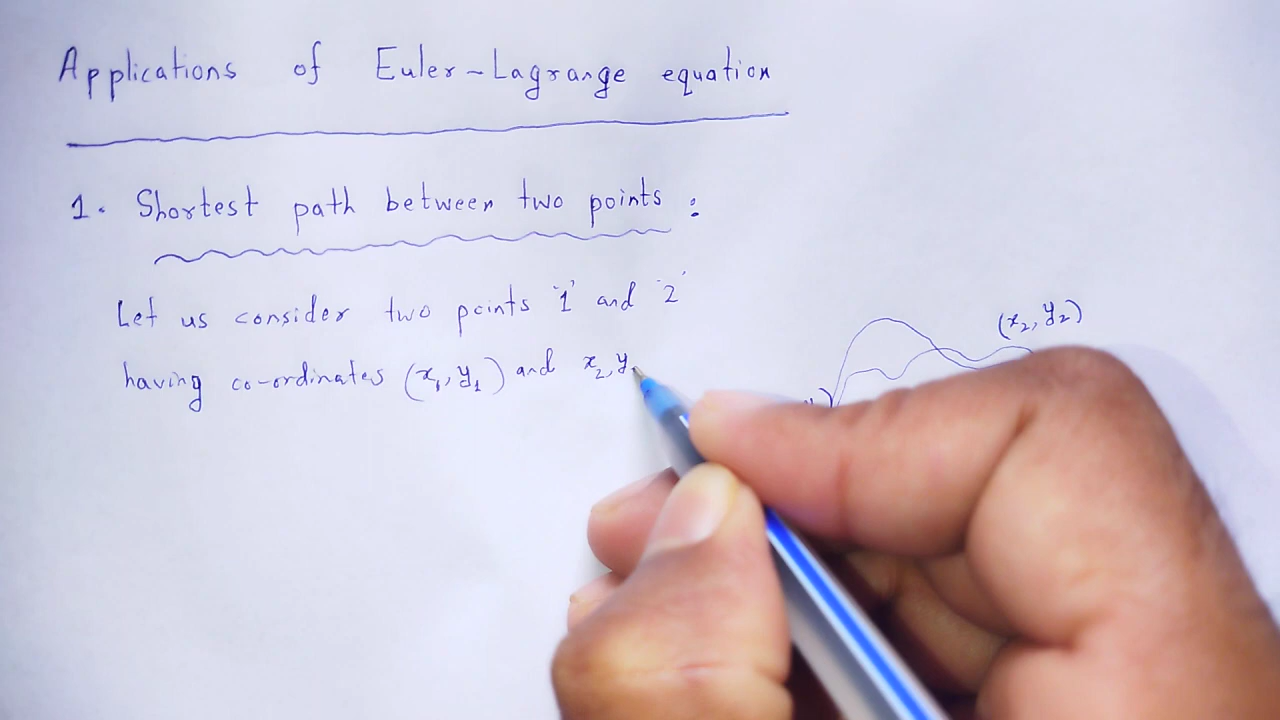 Applications of Euler-Lagrange equation
1. Shortest path between two points :
Let us consider two points '1' and '2'
having co-ordinates (x₁, y₁) and x₂, y
(x₂, y₂)